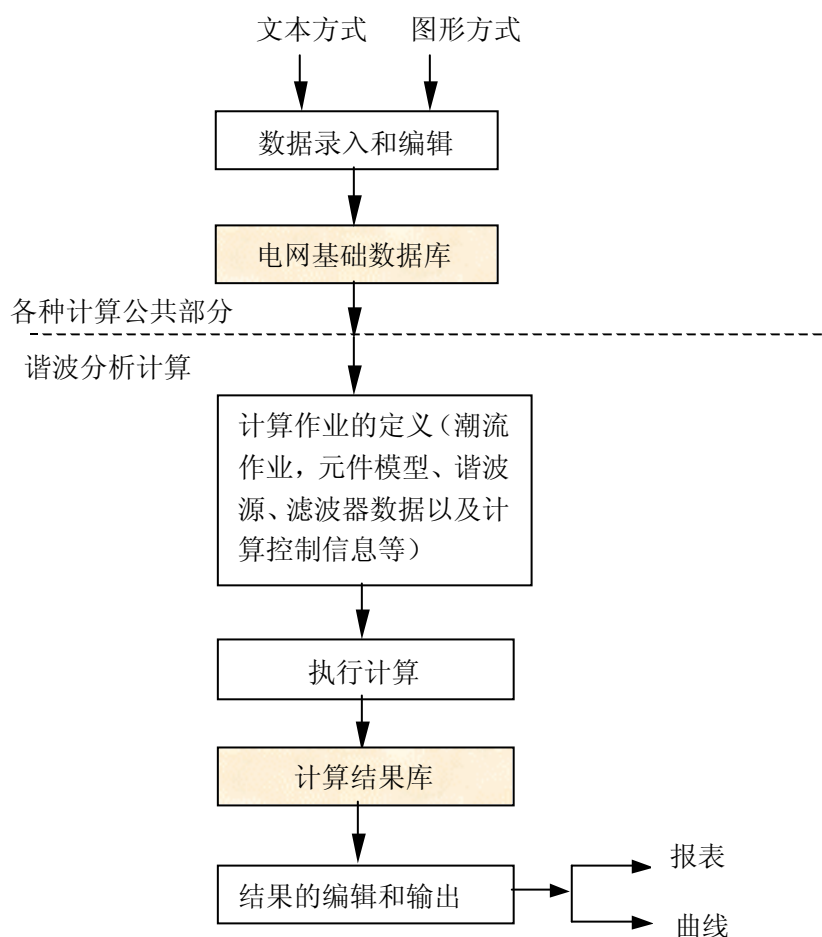 文本方式 图形方式
数据录入和编辑
电网基础数据库
各种计算公共部分
谐波分析计算
计算作业的定义（潮流
作业，元件模型、谐波
源、滤波器数据以及计
算控制信息等）
执行计算
计算结果库
结果的编辑和输出
报表
曲线